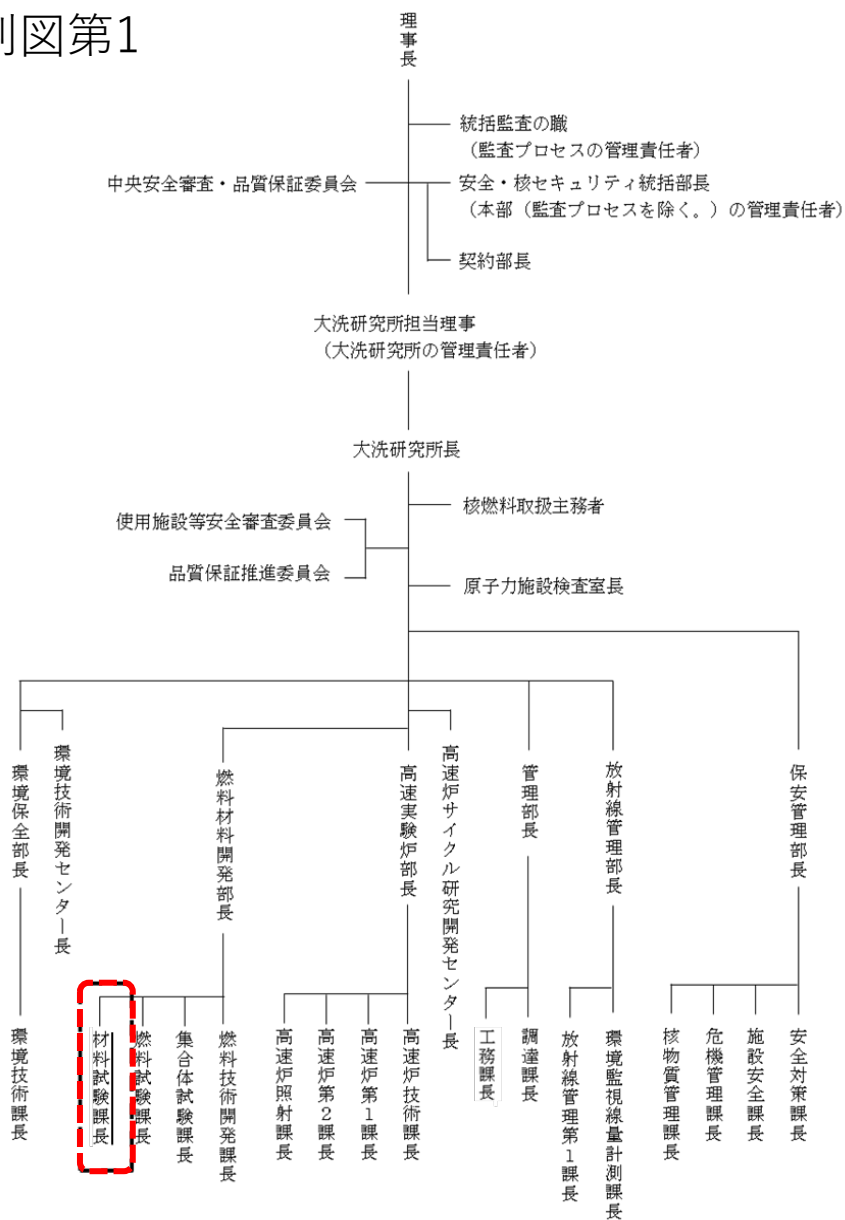 別図第1
理事長
統括監査の職
（監査プロセスの管理責任者）
中央安全審査・品質保証委員会
安全・核セキュリティ統括部長
（本部（監査プロセスを除く。）の管理責任者）
契約部長
大洗研究所担当理事
（大洗研究所の管理責任者）
大洗研究所長
核燃料取扱主務者
使用施設等安全審査委員会
品質保証推進委員会
原子力施設検査室長
環境保全部長
環境技術開発センター長
燃料材料開発部長
高速実験炉部長
高速炉サイクル研究開発センター長
管理部長
放射線管理部長
保安管理部長
環境技術課長
材料試験課長
燃料試験課長
集合体試験課長
燃料技術開発課長
高速炉照射課長
高速炉第2課長
高速炉第1課長
高速炉技術課長
工務課長
調達課長
放射線管理第1課長
環境監視線量計測課長
核物質管理課長
危機管理課長
施設安全課長
安全対策課長